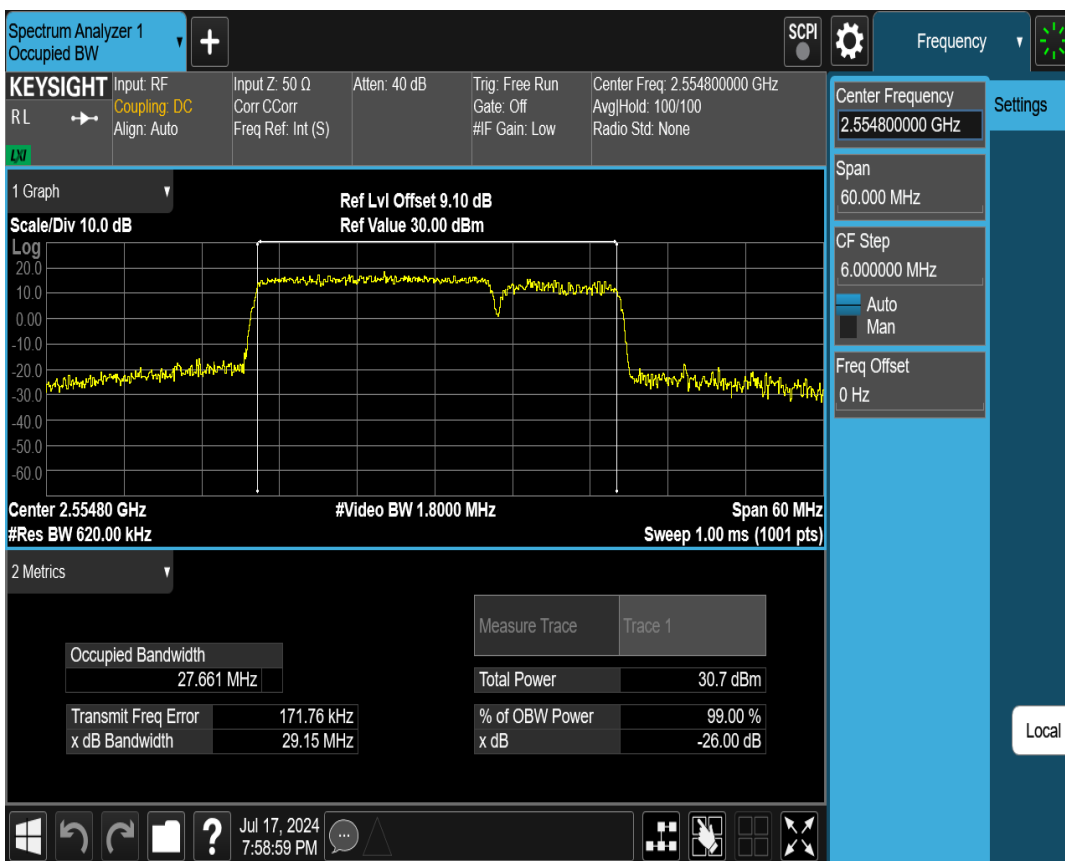 Spectrum Analyzer 1
Occupied BW
+
SCPI
Frequency
KEYSIGHT
RL
LXI
Input: RF
Coupling: DC
Align: Auto
Input Z: 50 Ω
Corr CCorr
Freq Ref: Int (S)
Atten: 40 dB
Trig: Free Run
Gate: Off
#IF Gain: Low
Center Freq: 2.554800000 GHz
Avg|Hold: 100/100
Radio Std: None
Center Frequency
2.554800000 GHz
Settings
Span
60.000 MHz
CF Step
6.000000 MHz
Auto
Man
Freq Offset
0 Hz
Local
1 Graph
Scale/Div 10.0 dB
Ref Lvl Offset 9.10 dB
Ref Value 30.00 dBm
Log
20.0
10.0
0.00
-10.0
-20.0
-30.0
-40.0
-50.0
-60.0
Center 2.55480 GHz
#Video BW 1.8000 MHz
Span 60 MHz
#Res BW 620.00 kHz
Sweep 1.00 ms (1001 pts)
2 Metrics
Measure Trace Trace 1
Occupied Bandwidth
27.661 MHz
Total Power 30.7 dBm
Transmit Freq Error 171.76 kHz
% of OBW Power 99.00 %
x dB Bandwidth 29.15 MHz
x dB -26.00 dB
?
Jul 17, 2024
7:58:59 PM